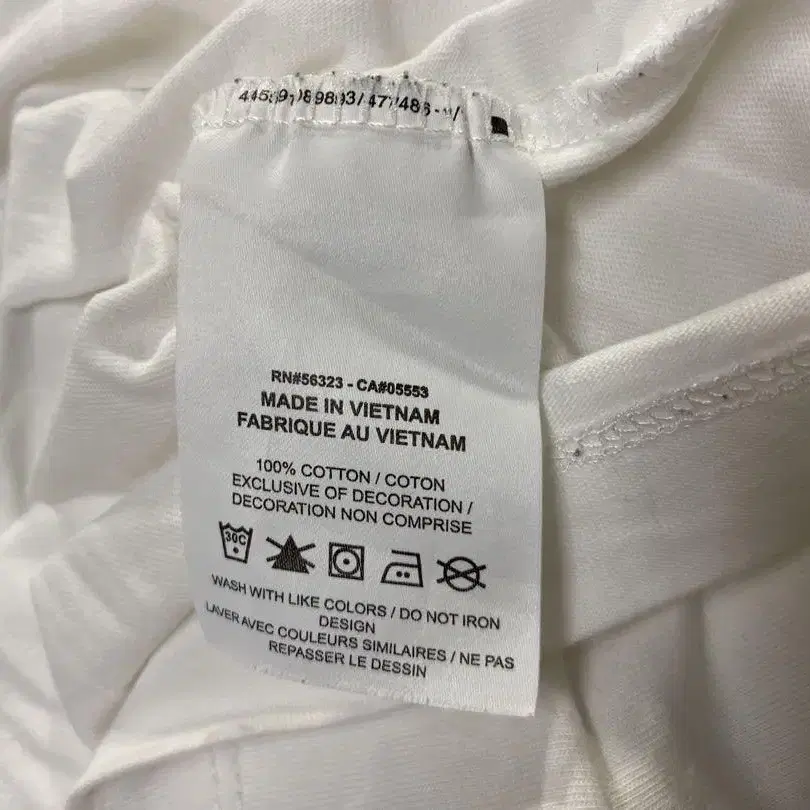 RN#56323 - CA#05553
MADE IN VIETNAM
FABRIQUE AU VIETNAM
100% COTTON / COTON
EXCLUSIVE OF DECORATION /
DECORATION NON COMPRISE
30C
WASH WITH LIKE COLORS / DO NOT IRON
DESIGN
LAVER AVEC COULEURS SIMILAIRES / NE PAS
REPASSER LE DESSIN